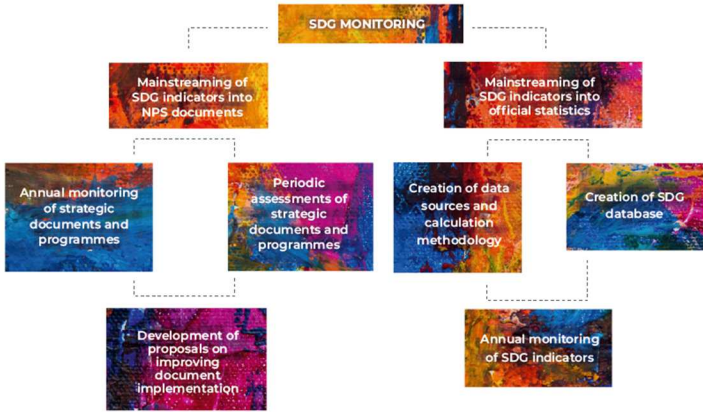 SDG MONITORING
Mainstreaming of
SDG indicators into
NPS documents
Mainstreaming of
SDG indicators into
official statistics
Annual monitoring
of strategic
documents and
programmes
Periodic
assessments of
strategic
documents and
programmes
Creation of data
sources and
calculation
methodology
Creation of SDG
database
Development of
proposals on
improving
document
implementation
Annual monitoring
of SDG indicators